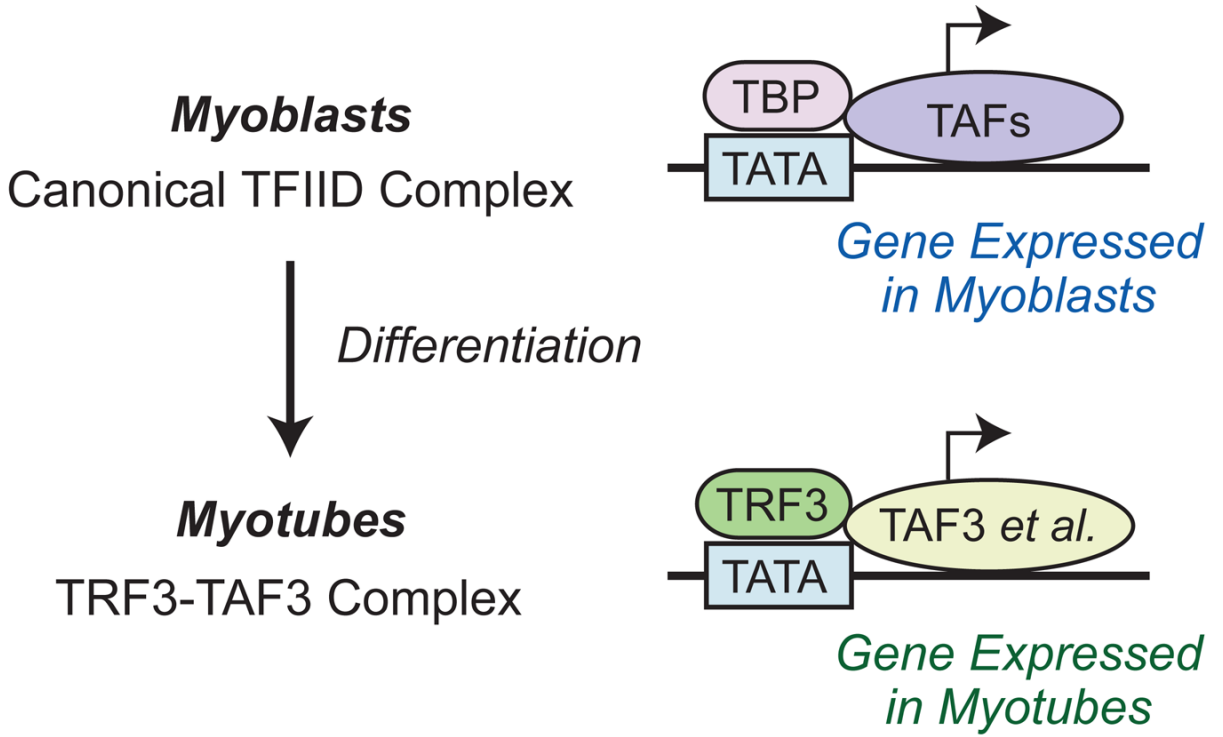 Myoblasts
Canonical TFIID Complex
TBP
TAFs
TATA
Gene Expressed
in Myoblasts
Differentiation
Myotubes
TRF3-TAF3 Complex
TRF3
TAF3 et al.
TATA
Gene Expressed
in Myotubes